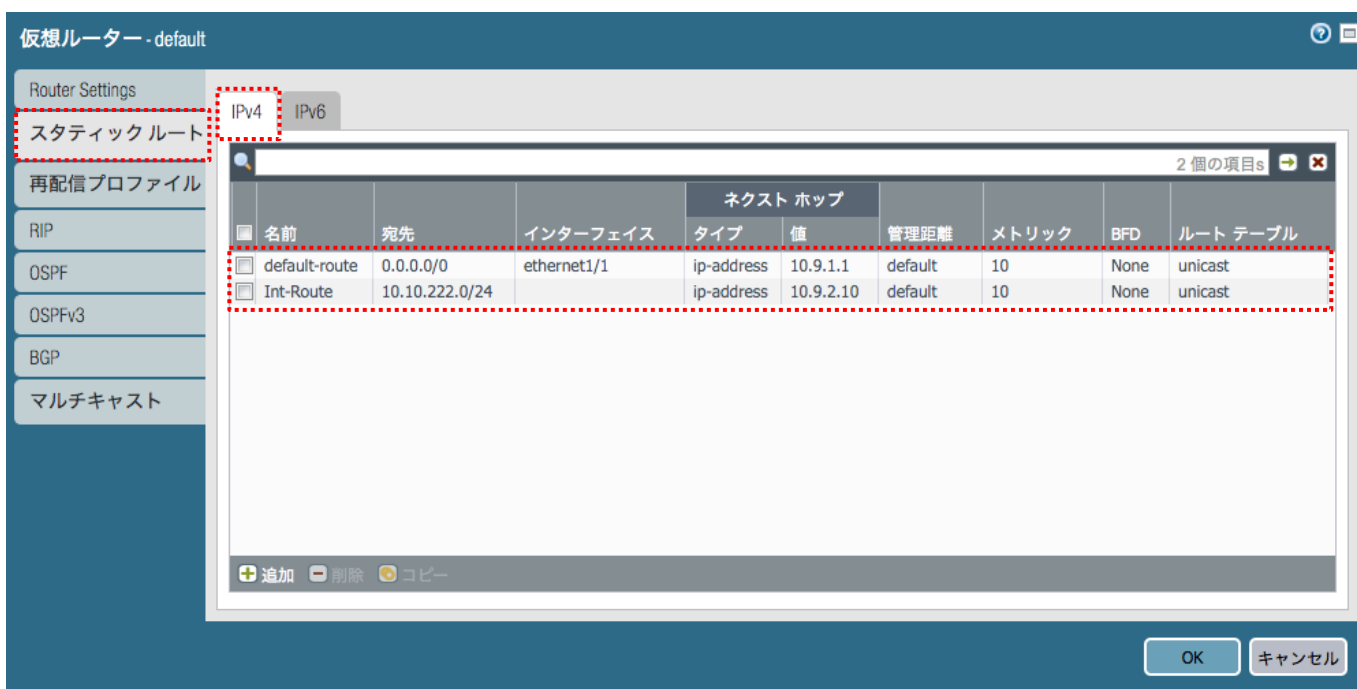 仮想ルーター - default
Router Settings
スタティック ルート
再配信プロファイル
RIP
OSPF
OSPFv3
BGP
マルチキャスト
IPv4 IPv6
2 個の項目s
ネクスト ホップ
名前 宛先 インターフェイス タイプ 値 管理距離 メトリック BFD ルート テーブル
default-route 0.0.0.0/0 ethernet1/1 ip-address 10.9.1.1 default 10 None unicast
Int-Route 10.10.222.0/24 ip-address 10.9.2.10 default 10 None unicast
追加 削除 コピー
OK キャンセル